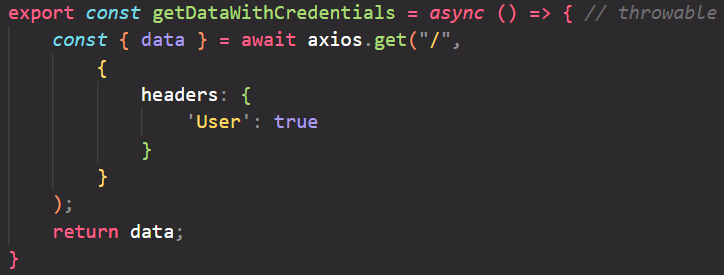 export const getDataWithCredentials = async () => { // throwable
    const { data } = await axios.get("/",
        {
            headers: {
                'User': true
            }
        }
    );
    return data;
}